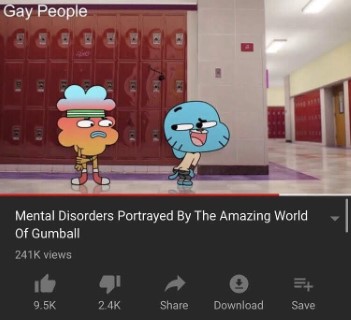 Gay People
Mental Disorders Portrayed By The Amazing World
Of Gumball
241K views
9.5K
2.4K
Share
Download
Save